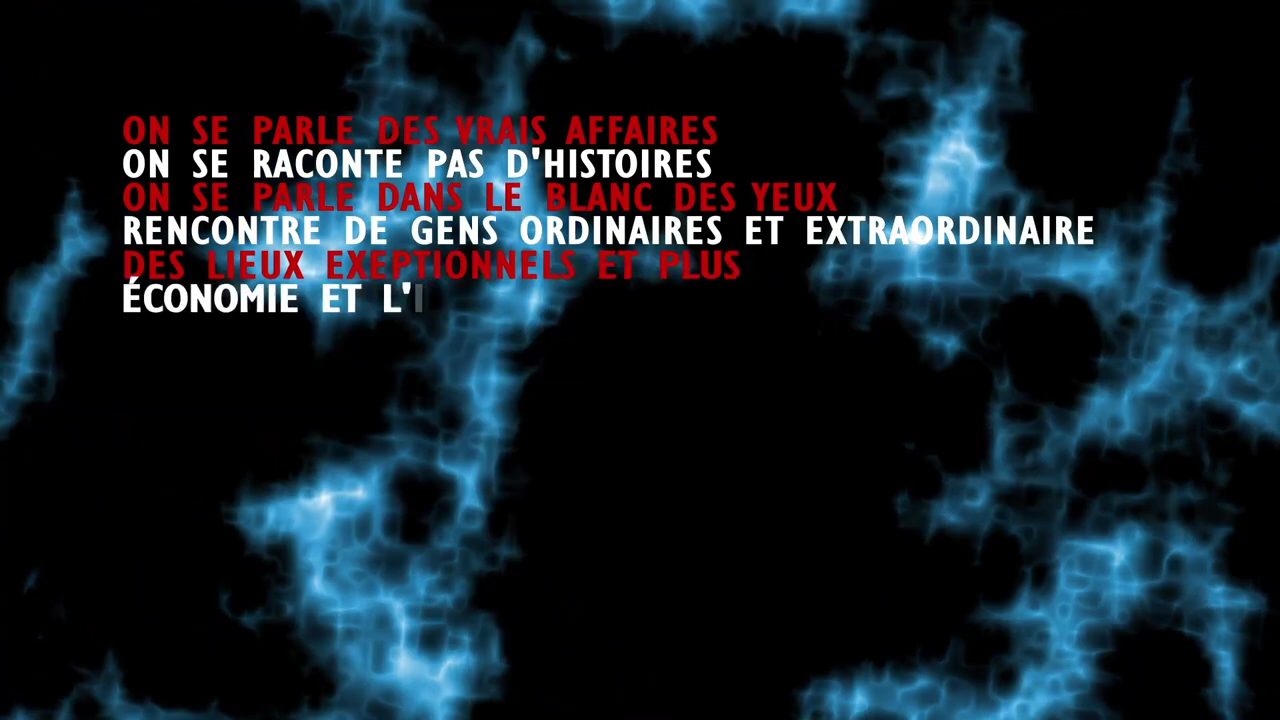 ON SE PARLE DES VRAIS AFFAIRES
ON SE RACONTE PAS D'HISTOIRES
ON SE PARLE DANS LE BLANC DES YEUX
RENCONTRE DE GENS ORDINAIRES ET EXTRAORDINAIRE
DES LIEUX EXEPTIONNELS ET PLUS
ÉCONOMIE ET L'I